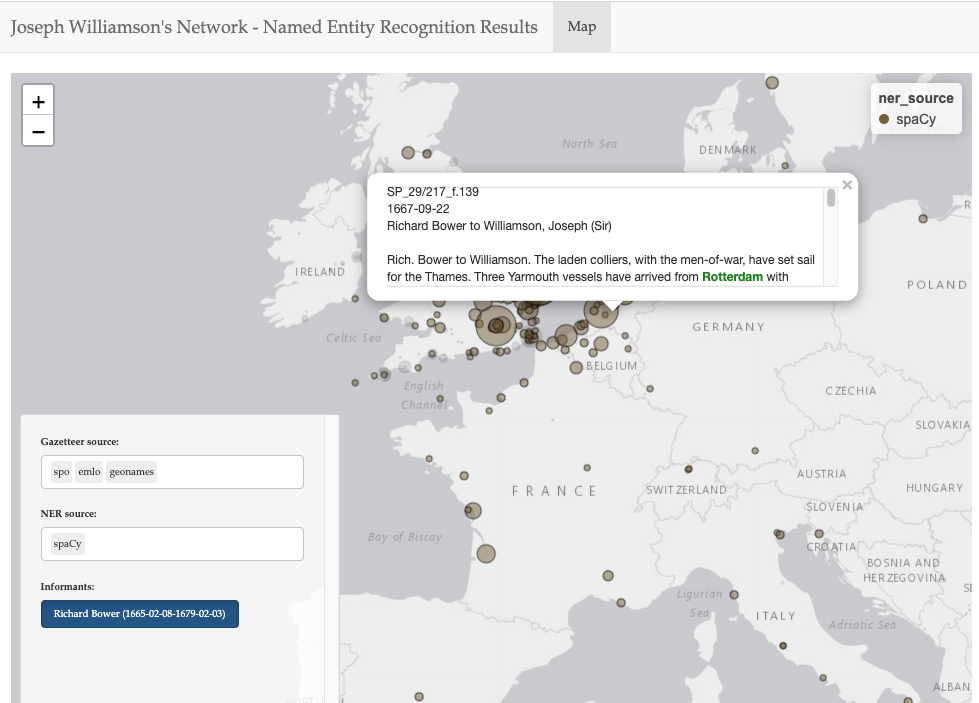 Joseph Williamson's Network - Named Entity Recognition Results
Map
+
−
ner_source
spaCy
North Sea
DENMARK
SP_29/217_f.139
1667-09-22
Richard Bower to Williamson, Joseph (Sir)
Rich. Bower to Williamson. The laden colliers, with the men-of-war, have set sail
for the Thames. Three Yarmouth vessels have arrived from Rotterdam with
×
IRELAND
POLAND
GERMANY
Celtic Sea
BELGIUM
English
Channel
CZECHIA
SLOVAKIA
FRANCE
AUSTRIA
SWITZERLAND
HUNGARY
SLOVENIA
Bay of Biscay
CROATIA
BOSNIA AND
HERZEGOVINA
Ligurian
Sea
ITALY
Adriatic Sea
ALBAN
Gazetteer source:
spo emlo geonames
NER source:
spaCy
Informants:
Richard Bower (1665-02-08-1679-02-03)